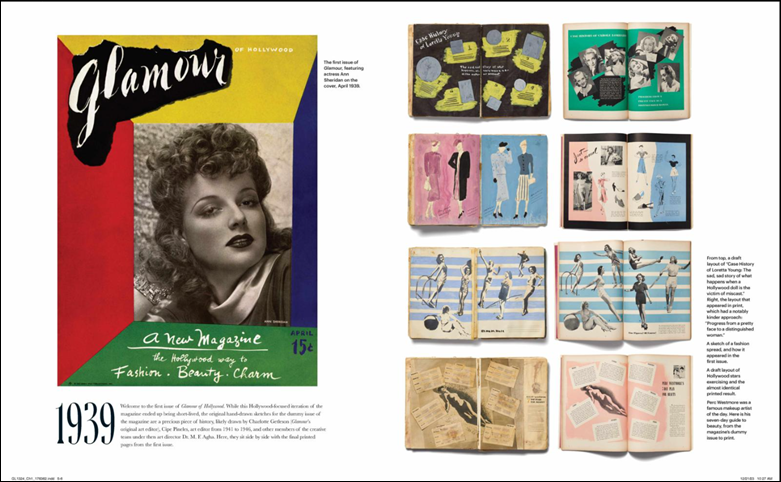 Glamour
OF HOLLYWOOD
The first issue of
Glamour, featuring
actress Ann
Sheridan on the
cover, April 1939.
ANN SHERIDAN
A New Magazine
APRIL
15¢
the Hollywood way to
Fashion · Beauty · Charm
1939
Welcome to the first issue of Glamour of Hollywood. While this Hollywood-focused iteration of the
magazine ended up being short-lived, the original hand-drawn sketches for the dummy issue of
the magazine are a precious piece of history, likely drawn by Charlotte
original art editor), Cipe Pineles, art editor from 1941 to 1946, and other members of the creative
team under then art director Dr. M. F. Agha. Here, they sit side by side with the final printed
pages from the first issue.
Case History
of Loretta Young
From top, a draft
layout of "Case History
of Loretta Young: The
sad, sad story of what
happens when a
Hollywood doll is the
victim of miscast."
Right, the layout that
appeared in print,
which had a notably
kinder approach:
"Progress from a pretty
face to a distinguished
woman."
A sketch of a fashion
spread, and how it
appeared in the
first issue.
A draft layout of
Hollywood stars
exercising and the
almost identical
printed result.
Perc Westmore was a
famous makeup artist
of the day. Here is his
seven-day guide to
beauty, from the
magazine's dummy
issue to print.